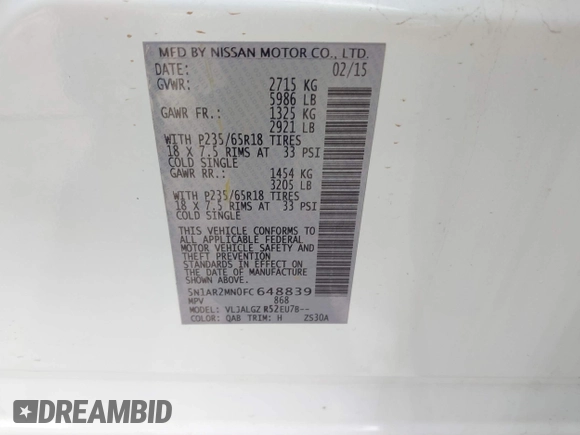 MFD BY NISSAN MOTOR CO., LTD.
DATE: 02/15
GVWR: 2715 KG
5986 LB
GAWR FR.: 1325 KG
2921 LB
WITH P235/65R18 TIRES
18 X 7.5 RIMS AT 33 PSI
COLD SINGLE
GAWR RR.: 1454 KG
3205 LB
WITH P235/65R18 TIRES
18 X 7.5 RIMS AT 33 PSI
COLD SINGLE
THIS VEHICLE CONFORMS TO
ALL APPLICABLE FEDERAL
MOTOR VEHICLE SAFETY AND
THEFT PREVENTION
STANDARDS IN EFFECT ON
THE DATE OF MANUFACTURE
SHOWN ABOVE.
5N1AR2MN0FC648839
MPV 868
MODEL: VLJALGZ R52EU7B--
COLOR: QAB TRIM: H ZS30A
DREAMBID